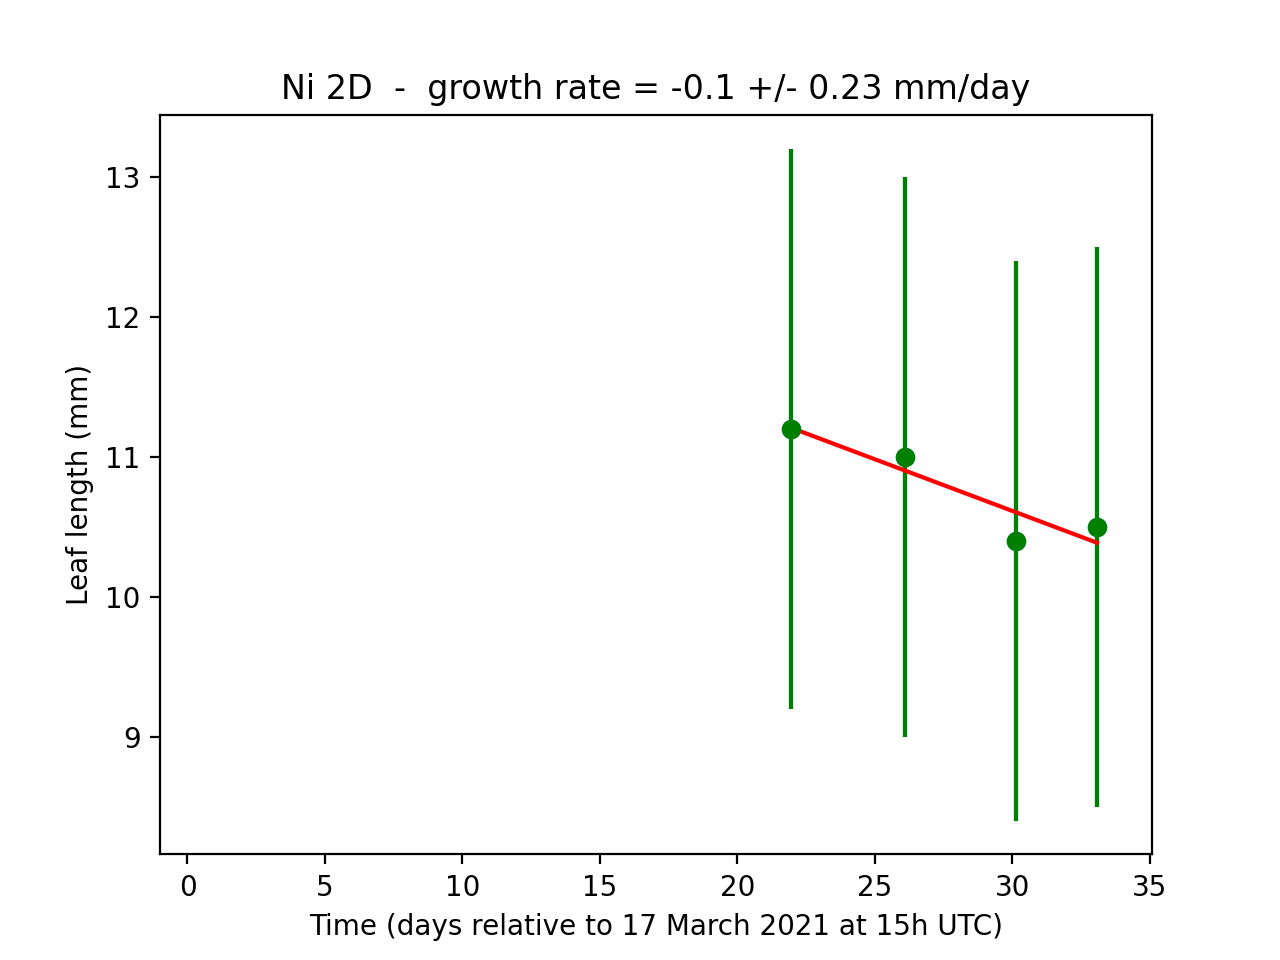 Ni 2D  -  growth rate = -0.1 +/- 0.23 mm/day
13
12
11
10
9
Leaf length (mm)
0 5 10 15 20 25 30 35
Time (days relative to 17 March 2021 at 15h UTC)